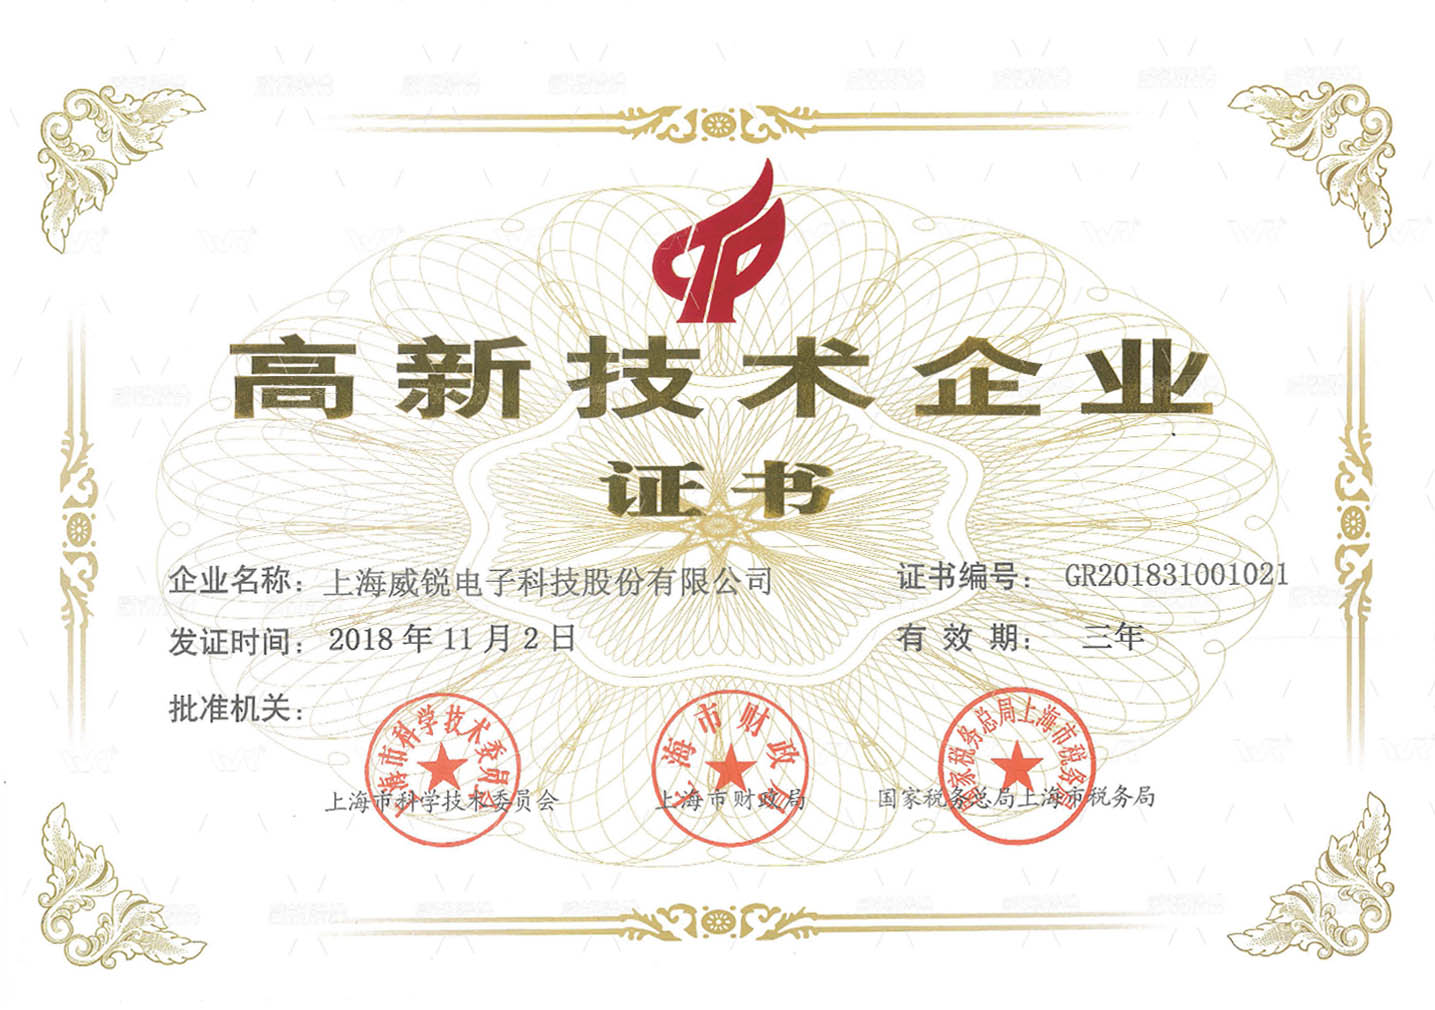 高新技术企业
证书
企业名称：上海威锐电子科技股份有限公司
证书编号：GR201831001021
发证时间：2018年11月2日
有效期：三年
批准机关：
上海市科学技术委员会
上海市财政局
国家税务总局上海市税务局
上海市科学技术委员会
上海市财政局
国家税务总局上海市税务局